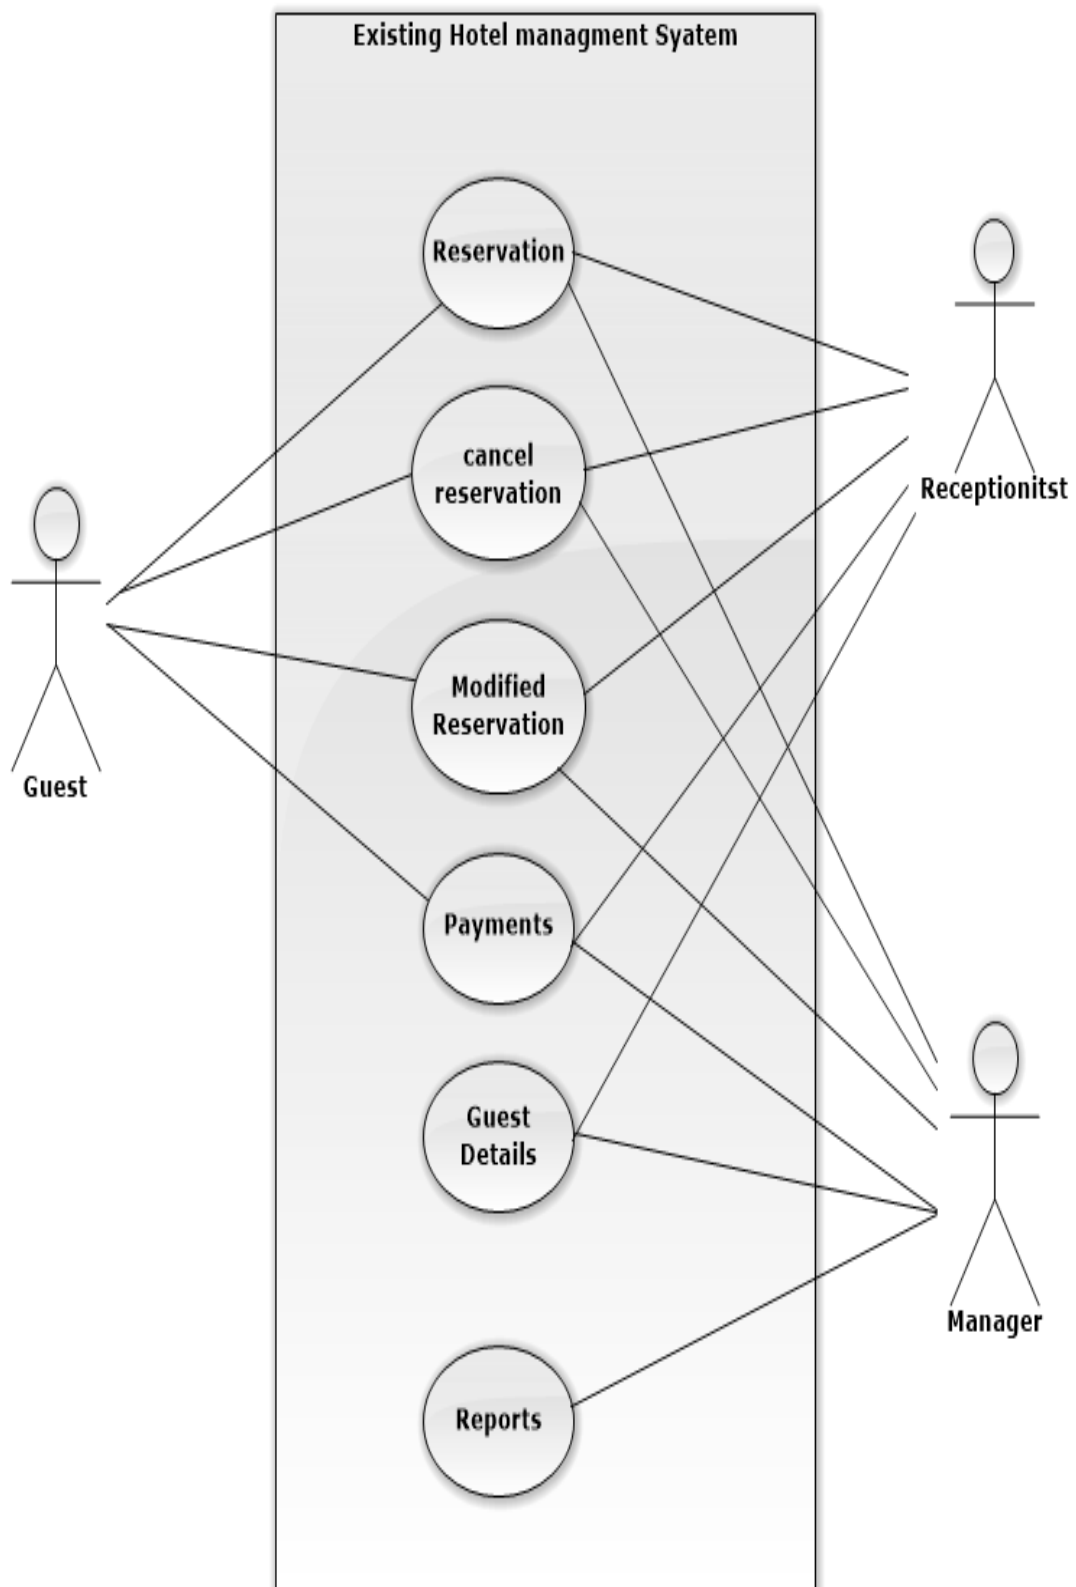 Existing Hotel managment Syatem
Reservation
cancel
reservation
Modified
Reservation
Payments
Guest
Details
Reports
Guest
Receptionitst
Manager